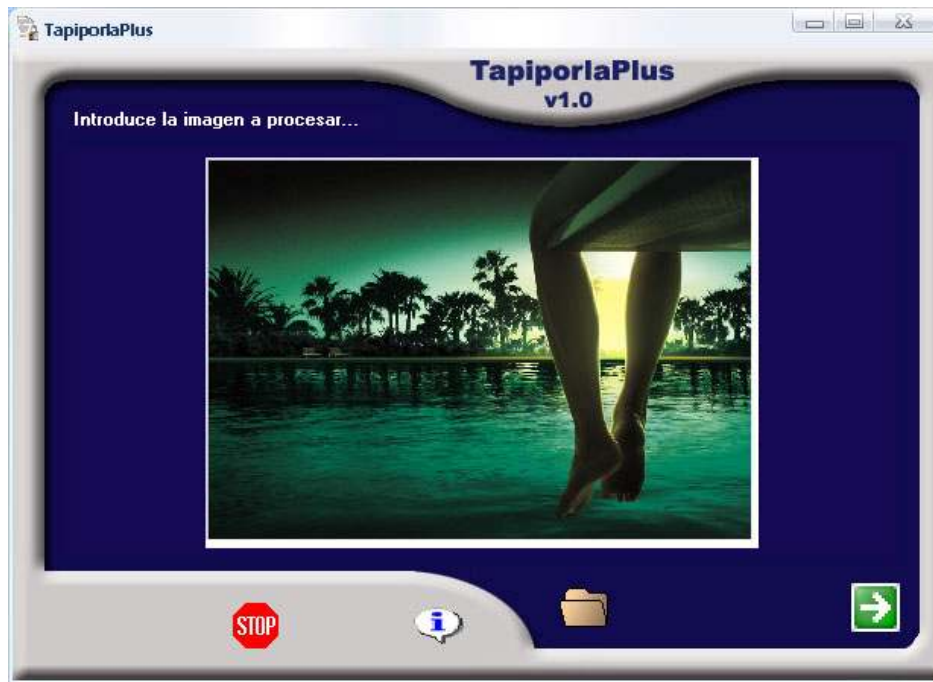 TapiporlaPlus
TapiporlaPlus
v1.0
Introduce la imagen a procesar...
STOP
i